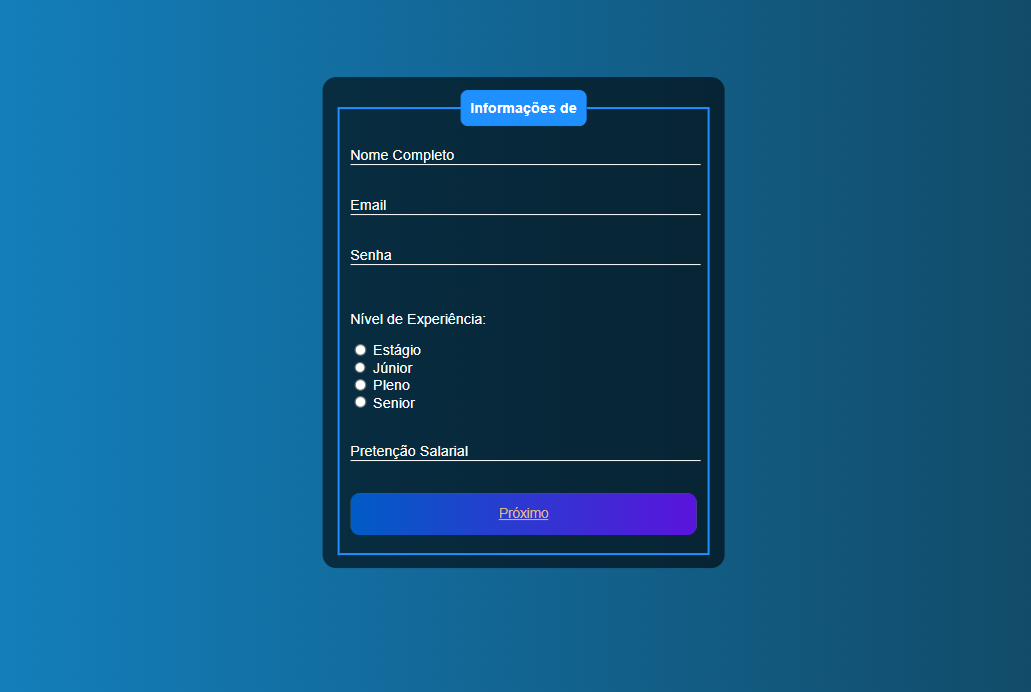 Informações de
Nome Completo
Email
Senha
Nível de Experiência:
Estágio
Júnior
Pleno
Senior
Pretenção Salarial
Próximo